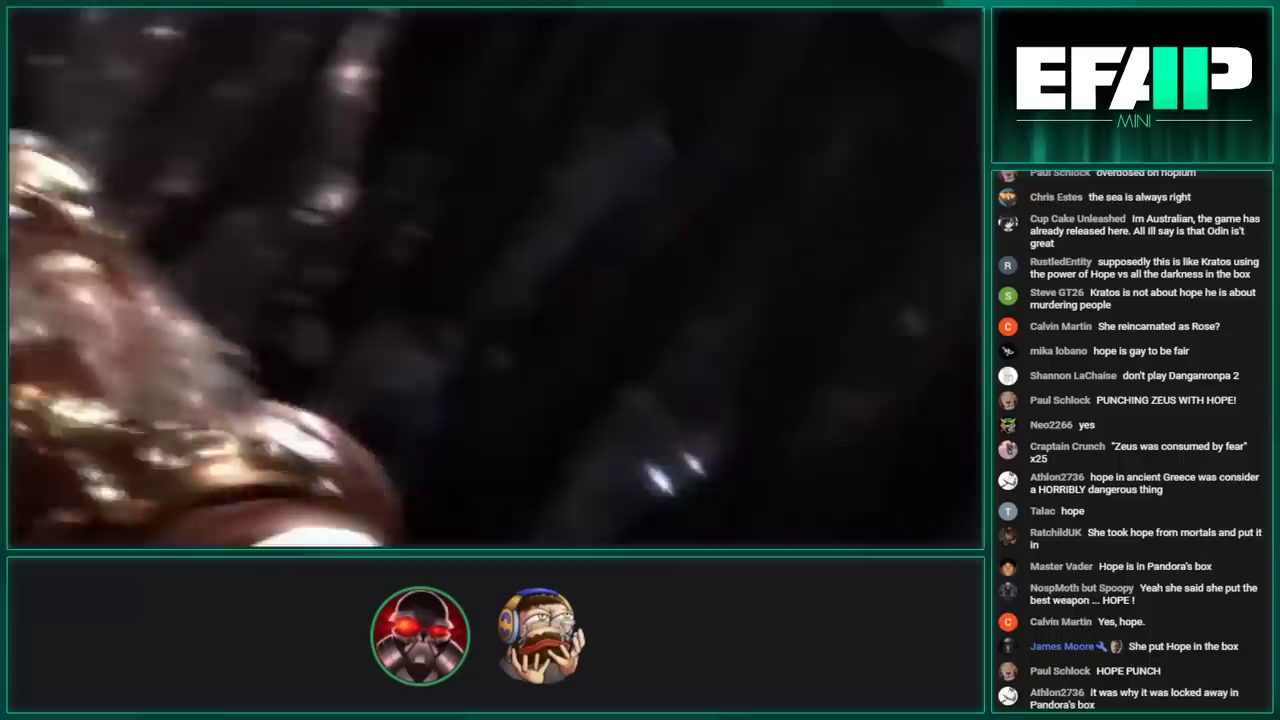 EFAP
MINI
Paul Schlock overdosed on hopium
Chris Estes the sea is always right
Cup Cake Unleashed Im Australian, the game has
already released here. All Ill say is that Odin is't
great
R
RustledEntity supposedly this is like Kratos using
the power of Hope vs all the darkness in the box
S
Steve GT26 Kratos is not about hope he is about
murdering people
C
Calvin Martin She reincarnated as Rose?
mika lobano hope is gay to be fair
Shannon LaChaise don't play Danganronpa 2
Paul Schlock PUNCHING ZEUS WITH HOPE!
Neo2266 yes
Craptain Crunch "Zeus was consumed by fear"
x25
Athlon2736 hope in ancient Greece was consider
a HORRIBLY dangerous thing
T
Talac hope
RatchildUK She took hope from mortals and put it
in
Master Vader Hope is in Pandora's box
NospMoth but Spoopy Yeah she said she put the
best weapon ... HOPE !
C
Calvin Martin Yes, hope.
James Moore She put Hope in the box
Paul Schlock HOPE PUNCH
Athlon2736 it was why it was locked away in
Pandora's box